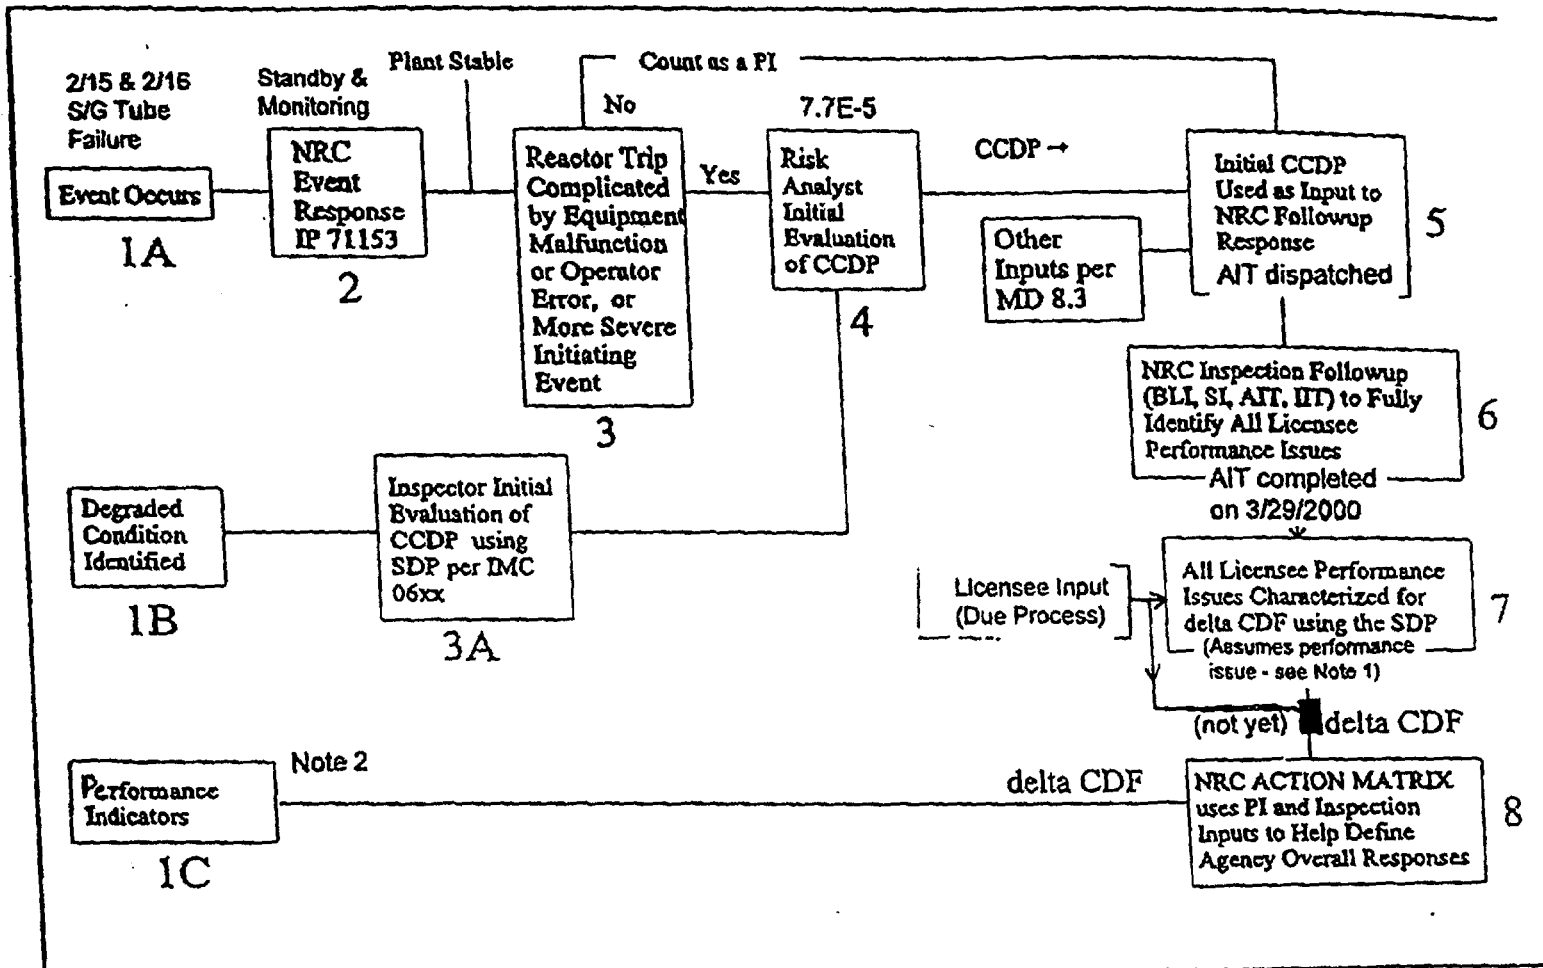 2/15 & 2/16
S/G Tube
Failure
Event Occurs
1A
Standby &
Monitoring
NRC
Event
Response
IP 71153
2
Plant Stable
No
Count as a PI
Reactor Trip
Complicated
by Equipment
Malfunction
or Operator
Error, or
More Severe
Initiating
Event
3
Yes
7.7E-5
Risk
Analyst
Initial
Evaluation
of CCDP
4
CCDP →
Other
Inputs per
MD 8.3
Initial CCDP
Used as Input to
NRC Followup
Response
AIT dispatched
5
NRC Inspection Followup
(BLI, SI, AIT, IIT) to Fully
Identify All Licensee
Performance Issues
AIT completed
on 3/29/2000
6
Degraded
Condition
Identified
1B
Inspector Initial
Evaluation of
CCDP using
SDP per IMC
06xx
3A
Licensee Input
(Due Process)
All Licensee Performance
Issues Characterized for
delta CDF using the SDP
(Assumes performance
issue - see Note 1)
7
(not yet)
delta CDF
Performance
Indicators
1C
Note 2
delta CDF
NRC ACTION MATRIX
uses PI and Inspection
Inputs to Help Define
Agency Overall Responses
8